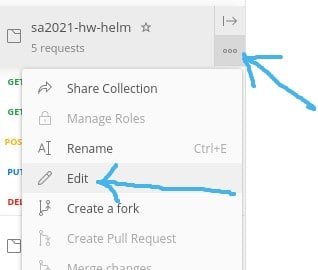 sa2021-hw-helm
5 requests
GET
Share Collection
GET
Manage Roles
POS
Rename Ctrl+E
PUT
Edit
DEL
Create a fork
Create Pull Request
Merge changes